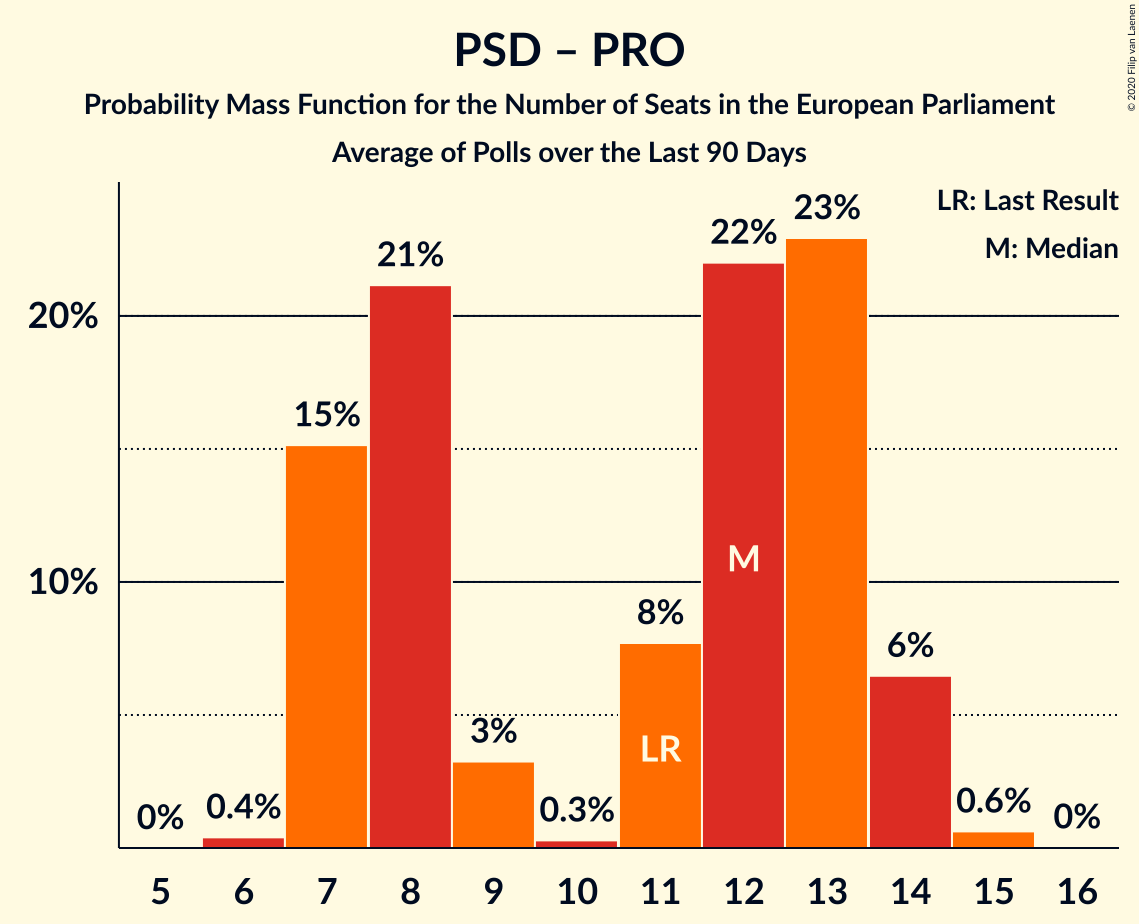 PSD – PRO
Probability Mass Function for the Number of Seats in the European Parliament
Average of Polls over the Last 90 Days
© 2020 Filip van Laenen
LR: Last Result
M: Median
20%
10%
0%
0.4%
15%
21%
3%
0.3%
8%
22%
23%
6%
0.6%
0%
LR
M
5 6 7 8 9 10 11 12 13 14 15 16